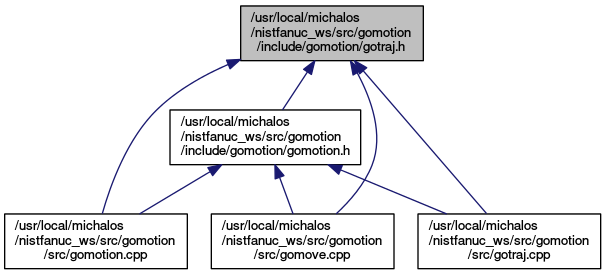 /usr/local/michalos
/nistfanuc_ws/src/gomotion
/include/gomotion/gotraj.h
/usr/local/michalos
/nistfanuc_ws/src/gomotion
/include/gomotion/gomotion.h
/usr/local/michalos
/nistfanuc_ws/src/gomotion
/src/gomotion.cpp
/usr/local/michalos
/nistfanuc_ws/src/gomotion
/src/gomove.cpp
/usr/local/michalos
/nistfanuc_ws/src/gomotion
/src/gotraj.cpp